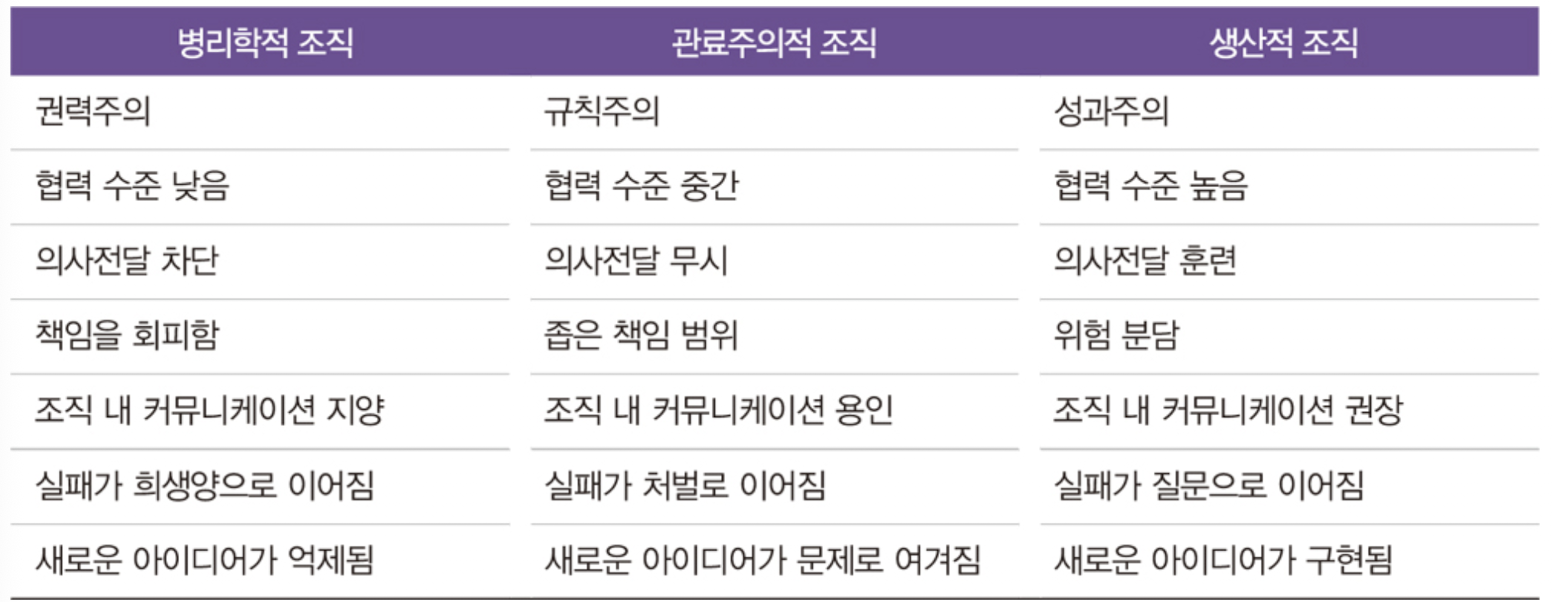 병리학적 조직 관료주의적 조직 생산적 조직
권력주의 규칙주의 성과주의
협력 수준 낮음 협력 수준 중간 협력 수준 높음
의사전달 차단 의사전달 무시 의사전달 훈련
책임을 회피함 좁은 책임 범위 위험 분담
조직 내 커뮤니케이션 지양 조직 내 커뮤니케이션 용인 조직 내 커뮤니케이션 권장
실패가 희생양으로 이어짐 실패가 처벌로 이어짐 실패가 질문으로 이어짐
새로운 아이디어가 억제됨 새로운 아이디어가 문제로 여겨짐 새로운 아이디어가 구현됨